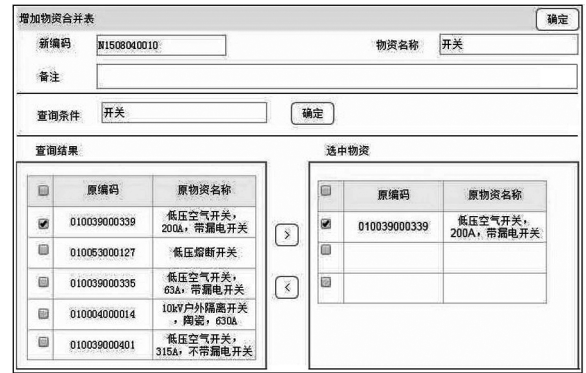 增加物资合并表 确定
新编码 N1508040010 物资名称 开关
备注
查询条件 开关 确定
查询结果 选中物资
原编码 原物资名称
010039000339 低压空气开关,
200A,带漏电开关
010053000127 低压熔断开关
010039000335 低压空气开关,
63A,带漏电开关
010004000014 10kV户外隔离开关
,陶瓷,630A
010039000401 低压空气开关,
315A,不带漏电开关
>
<
原编码 原物资名称
010039000339 低压空气开关,
200A,带漏电开关